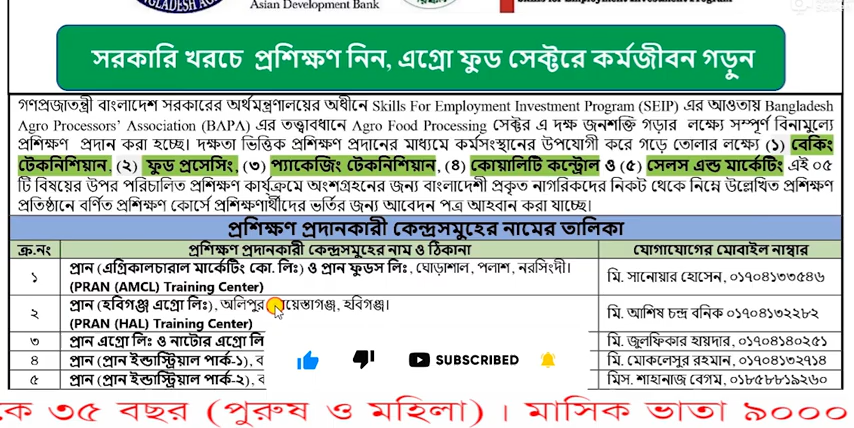 BANGLADESH
Asian Development Bank
Skills for Employment Investment Program
সরকারি খরচে প্রশিক্ষণ নিন, এগ্রো ফুড সেক্টরে কর্মজীবন গড়ুন
গণপ্রজাতন্ত্রী বাংলাদেশ সরকারের অর্থমন্ত্রণালয়ের অধীনে Skills For Employment Investment Program (SEIP) এর আওতায় Bangladesh
Agro Processors' Association (BAPA) এর তত্ত্বাবধানে Agro Food Processing সেক্টর এ দক্ষ জনশক্তি গড়ার লক্ষ্যে সম্পূর্ণ বিনামূল্যে
প্রশিক্ষণ প্রদান করা হচ্ছে। দক্ষতা ভিত্তিক প্রশিক্ষণ প্রদানের মাধ্যমে কর্মসংস্থানের উপযোগী করে গড়ে তোলার লক্ষ্যে (১) বেকিং
টেকনিশিয়ান, (২) ফুড প্রসেসিং, (৩) প্যাকেজিং টেকনিশিয়ান, (৪) কোয়ালিটি কন্ট্রোল ও (৫) সেলস এন্ড মার্কেটিং এই ০৫
টি বিষয়ের উপর পরিচালিত প্রশিক্ষণ কার্যক্রমে অংশগ্রহনের জন্য বাংলাদেশী প্রকৃত নাগরিকদের নিকট থেকে নিম্নে উল্লেখিত প্রশিক্ষণ
প্রতিষ্ঠানে বর্ণিত প্রশিক্ষণ কোর্সে প্রশিক্ষণার্থীদের ভর্তির জন্য আবেদন পত্র আহবান করা যাচ্ছে।
প্রশিক্ষণ প্রদানকারী কেন্দ্রসমুহের নামের তালিকা
ক্র.নং প্রশিক্ষণ প্রদানকারী কেন্দ্রসমুহের নাম ও ঠিকানা যোগাযোগের মোবাইল নাম্বার
১ প্রান (এগ্রিকালচারাল মার্কেটিং কো. লিঃ) ও প্রান ফুডস লিঃ, ঘোড়াশাল, পলাশ, নরসিংদী। মি. সানোয়ার হোসেন, ০১৭০৪১৩৩৫৪৬
(PRAN (AMCL) Training Center)
২ প্রান (হবিগঞ্জ এগ্রো লিঃ), অলিপুর য়েস্তাগঞ্জ, হবিগঞ্জ। মি. আশিষ চন্দ্র বনিক ০১৭০৪১৩২২৮২
(PRAN (HAL) Training Center)
৩ প্রান এগ্রো লিঃ ও নাটোর এগ্রো লি মি. জুলফিকার হায়দার, ০১৭০৪১৪০২৫১
৪ প্রান (প্রান ইন্ডাস্ট্রিয়াল পার্ক-১), মি. মোকলেসুর রহমান, ০১৭০৪১৩২৭১৪
৫ প্রান (প্রান ইন্ডাস্ট্রিয়াল পার্ক-২), মিস. শাহানাজ বেগম, ০১৮৫৮৮১৯২৬০
SUBSCRIBED
কে ৩৫ বছর (পুরুষ ও মহিলা) । মাসিক ভাতা ৯০০০